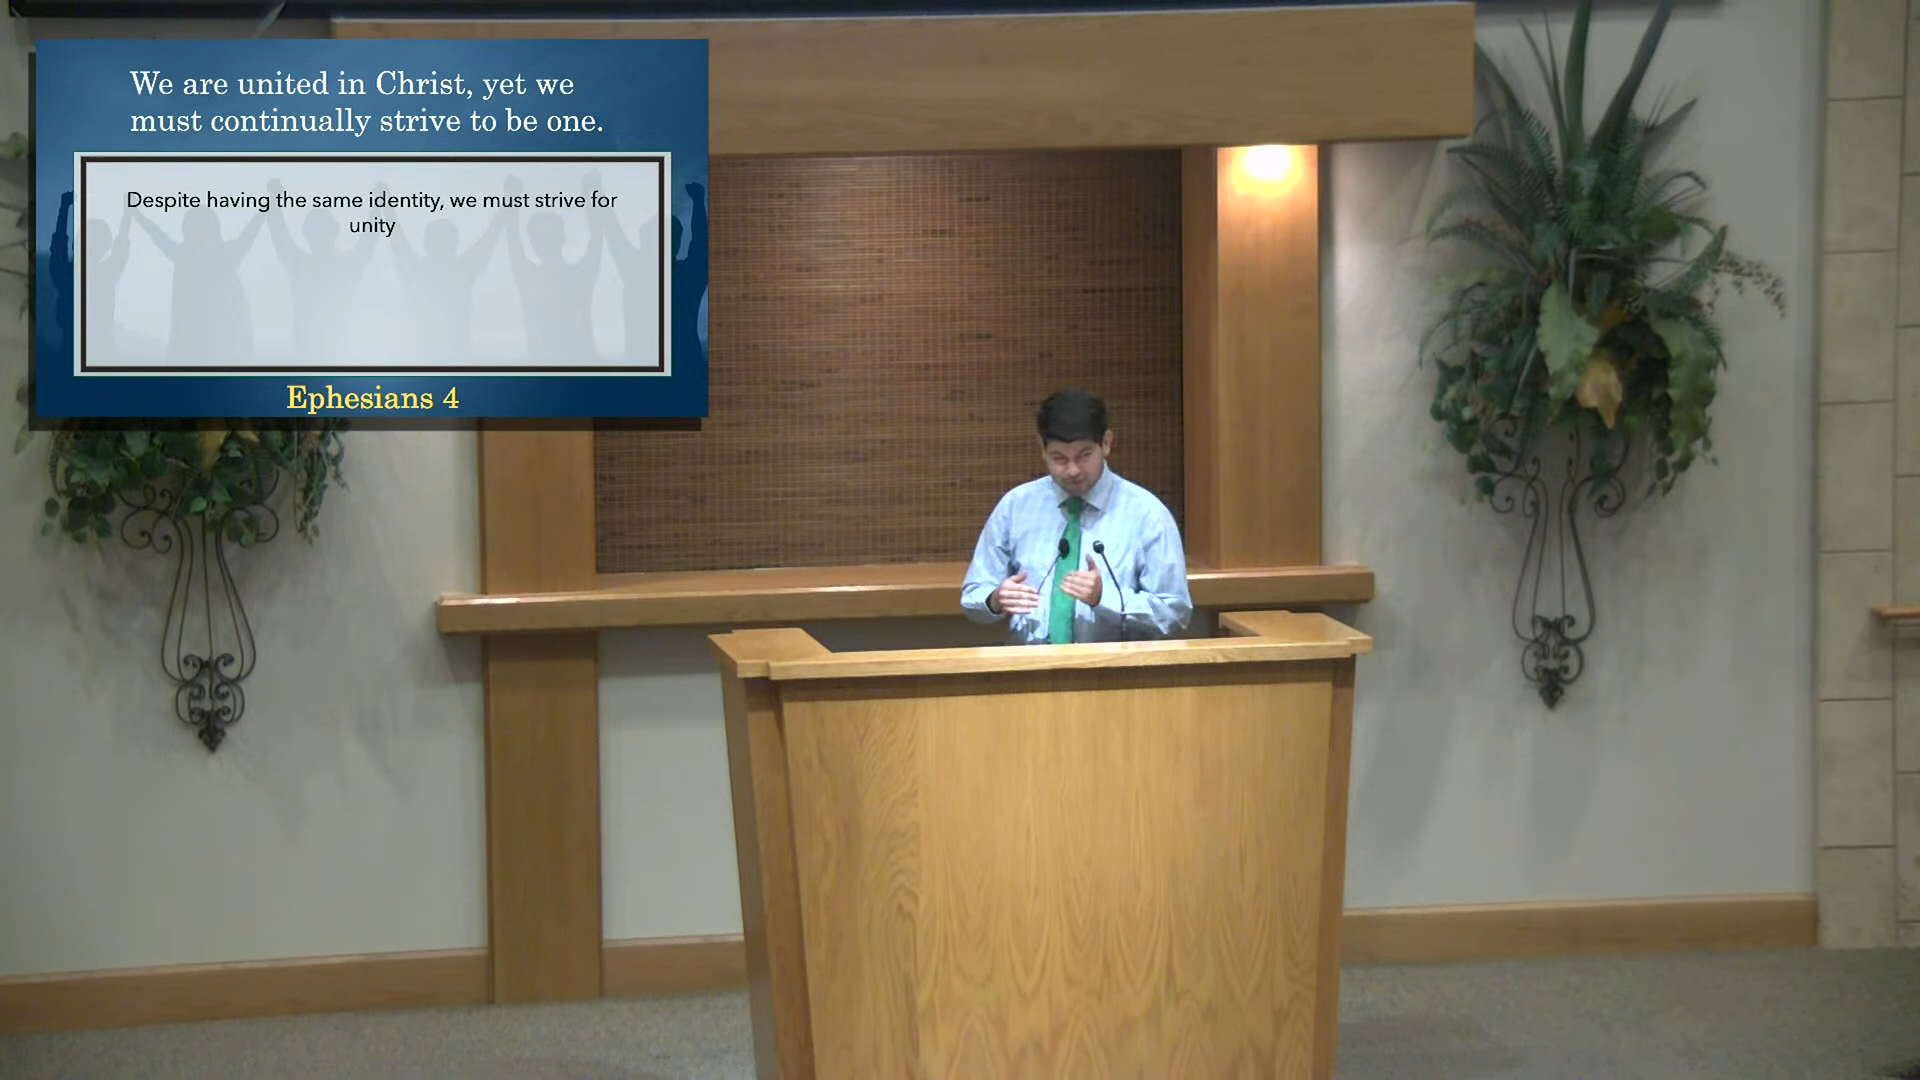 We are united in Christ, yet we
must continually strive to be one.
Despite having the same identity, we must strive for
unity
Ephesians 4